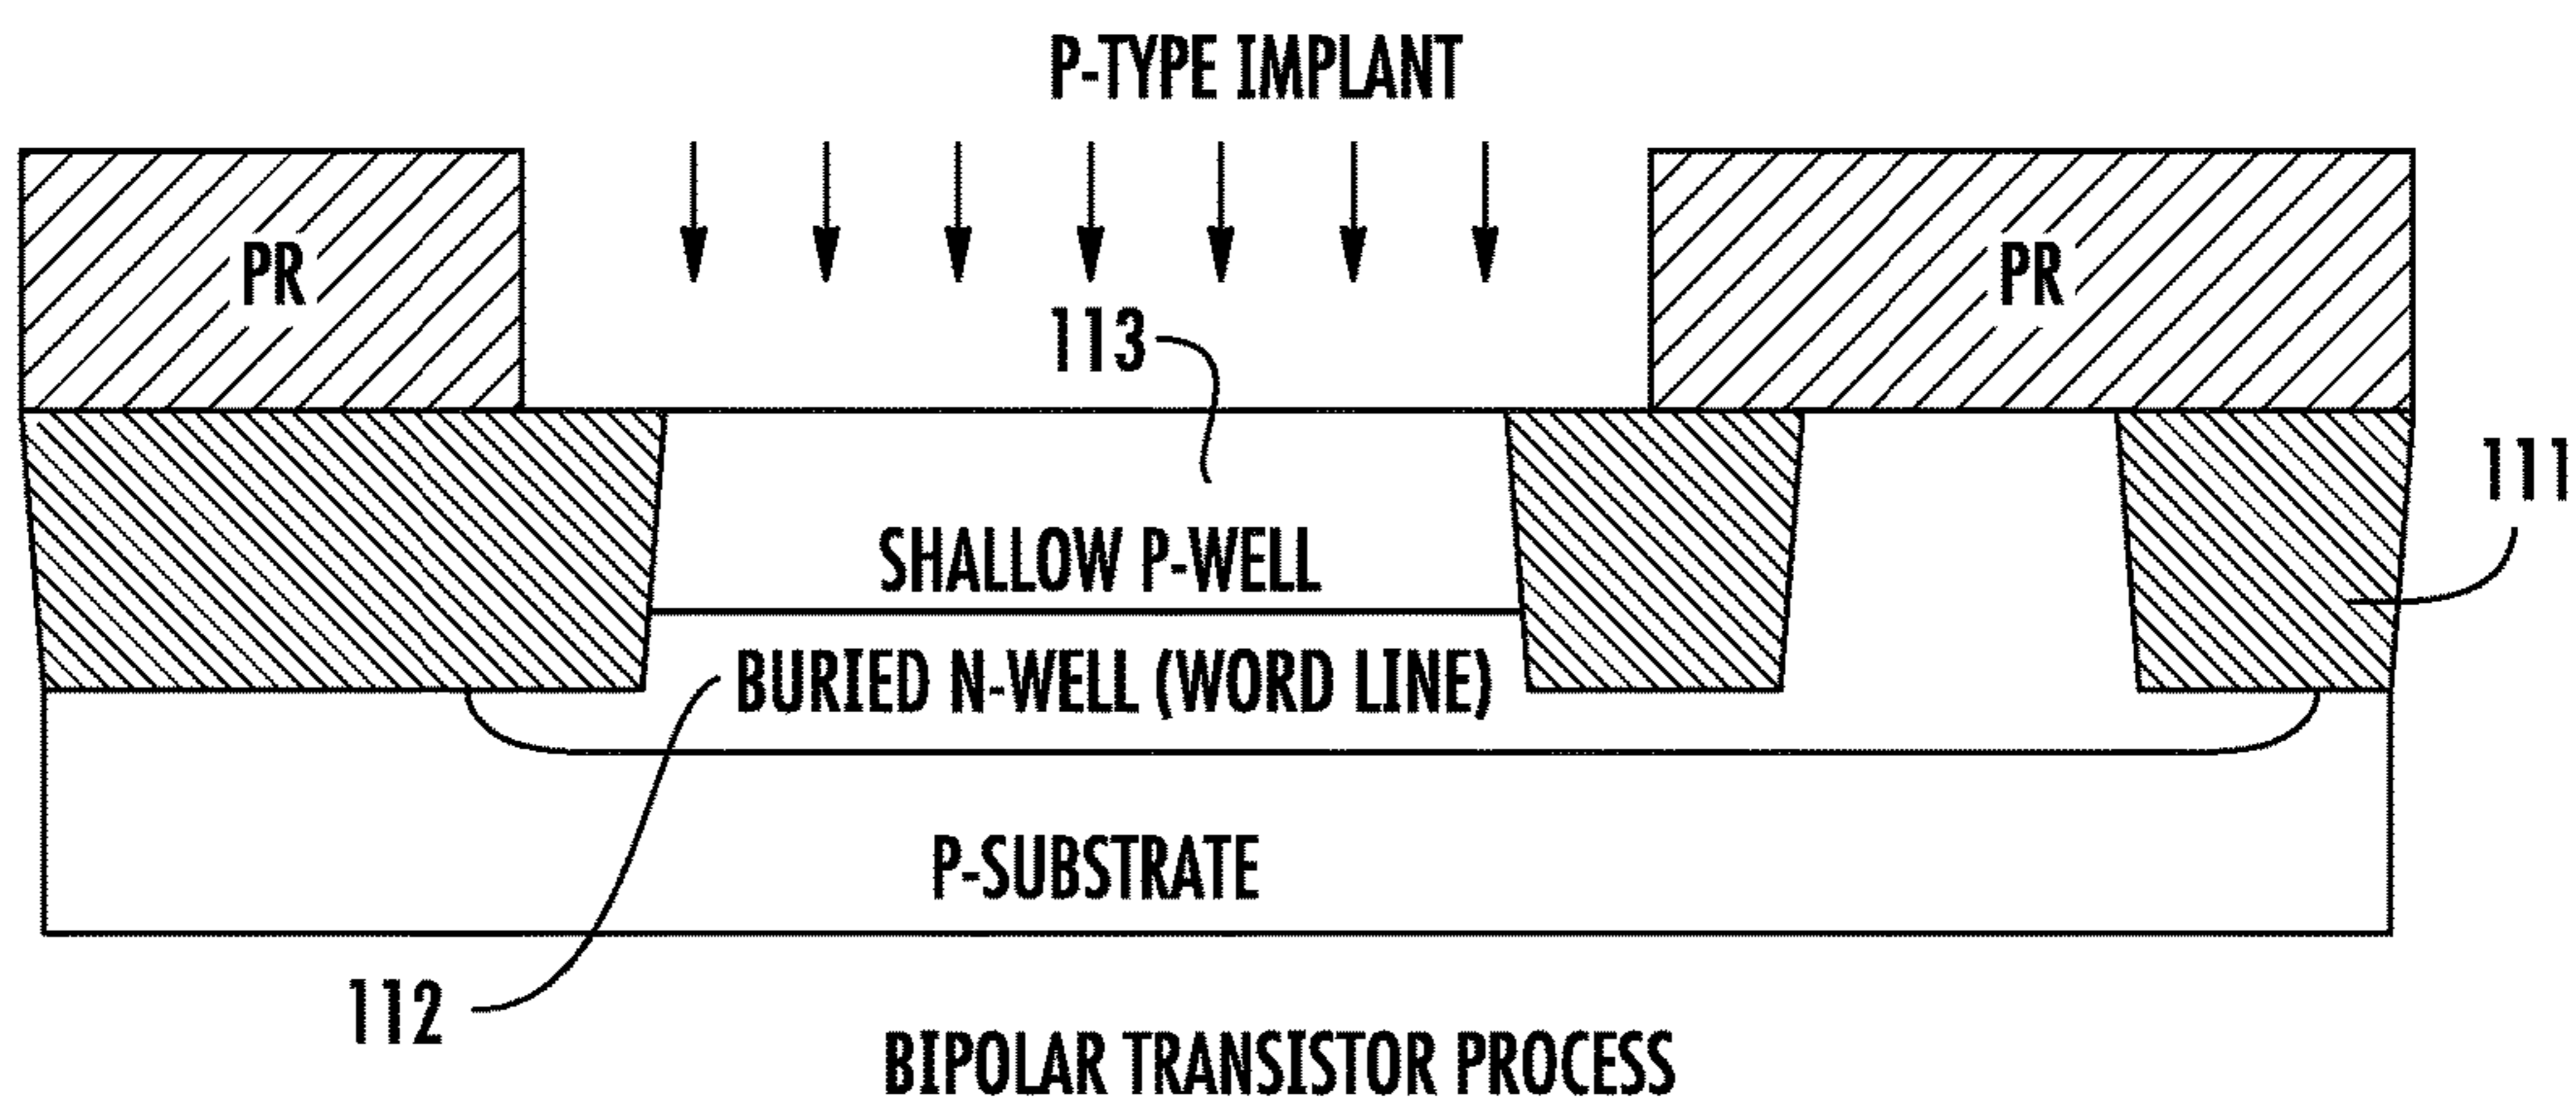 P-TYPE IMPLANT
PR
PR
113
111
SHALLOW P-WELL
BURIED N-WELL (WORD LINE)
P-SUBSTRATE
112
BIPOLAR TRANSISTOR PROCESS